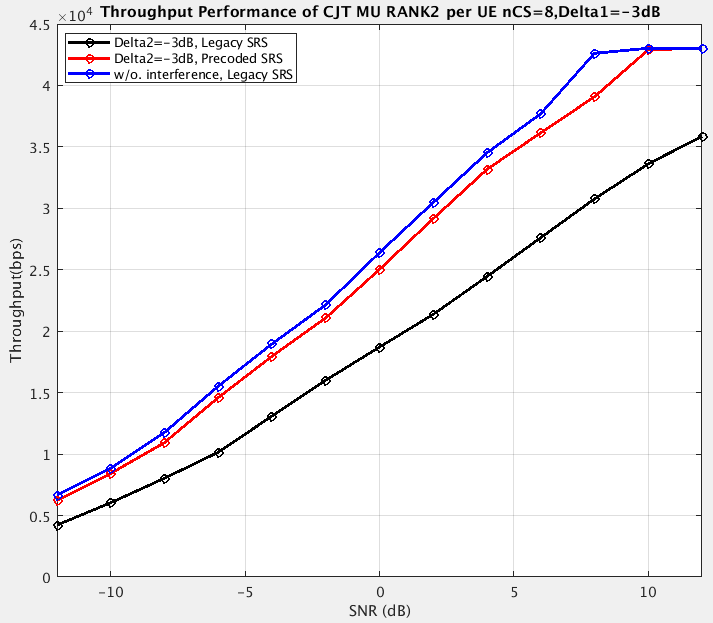 Throughput Performance of CJT MU RANK2 per UE nCS=8,Delta1=−3dB
×10⁴
4.5
4
3.5
3
2.5
2
1.5
1
0.5
0
Throughput(bps)
Delta2=−3dB, Legacy SRS
Delta2=−3dB, Precoded SRS
w/o. interference, Legacy SRS
−10
−5
0
5
10
SNR (dB)